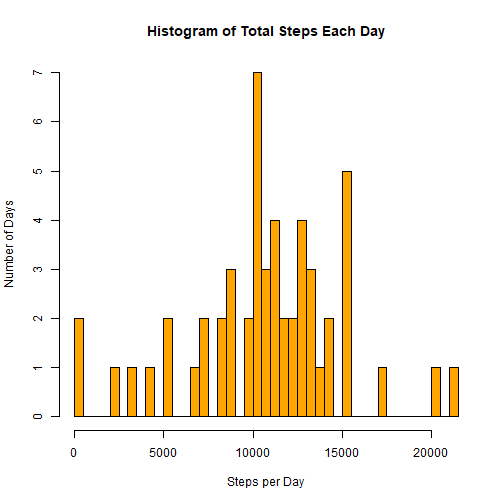 Histogram of Total Steps Each Day
7
6
5
4
3
2
1
0
Number of Days
0 5000 10000 15000 20000
Steps per Day